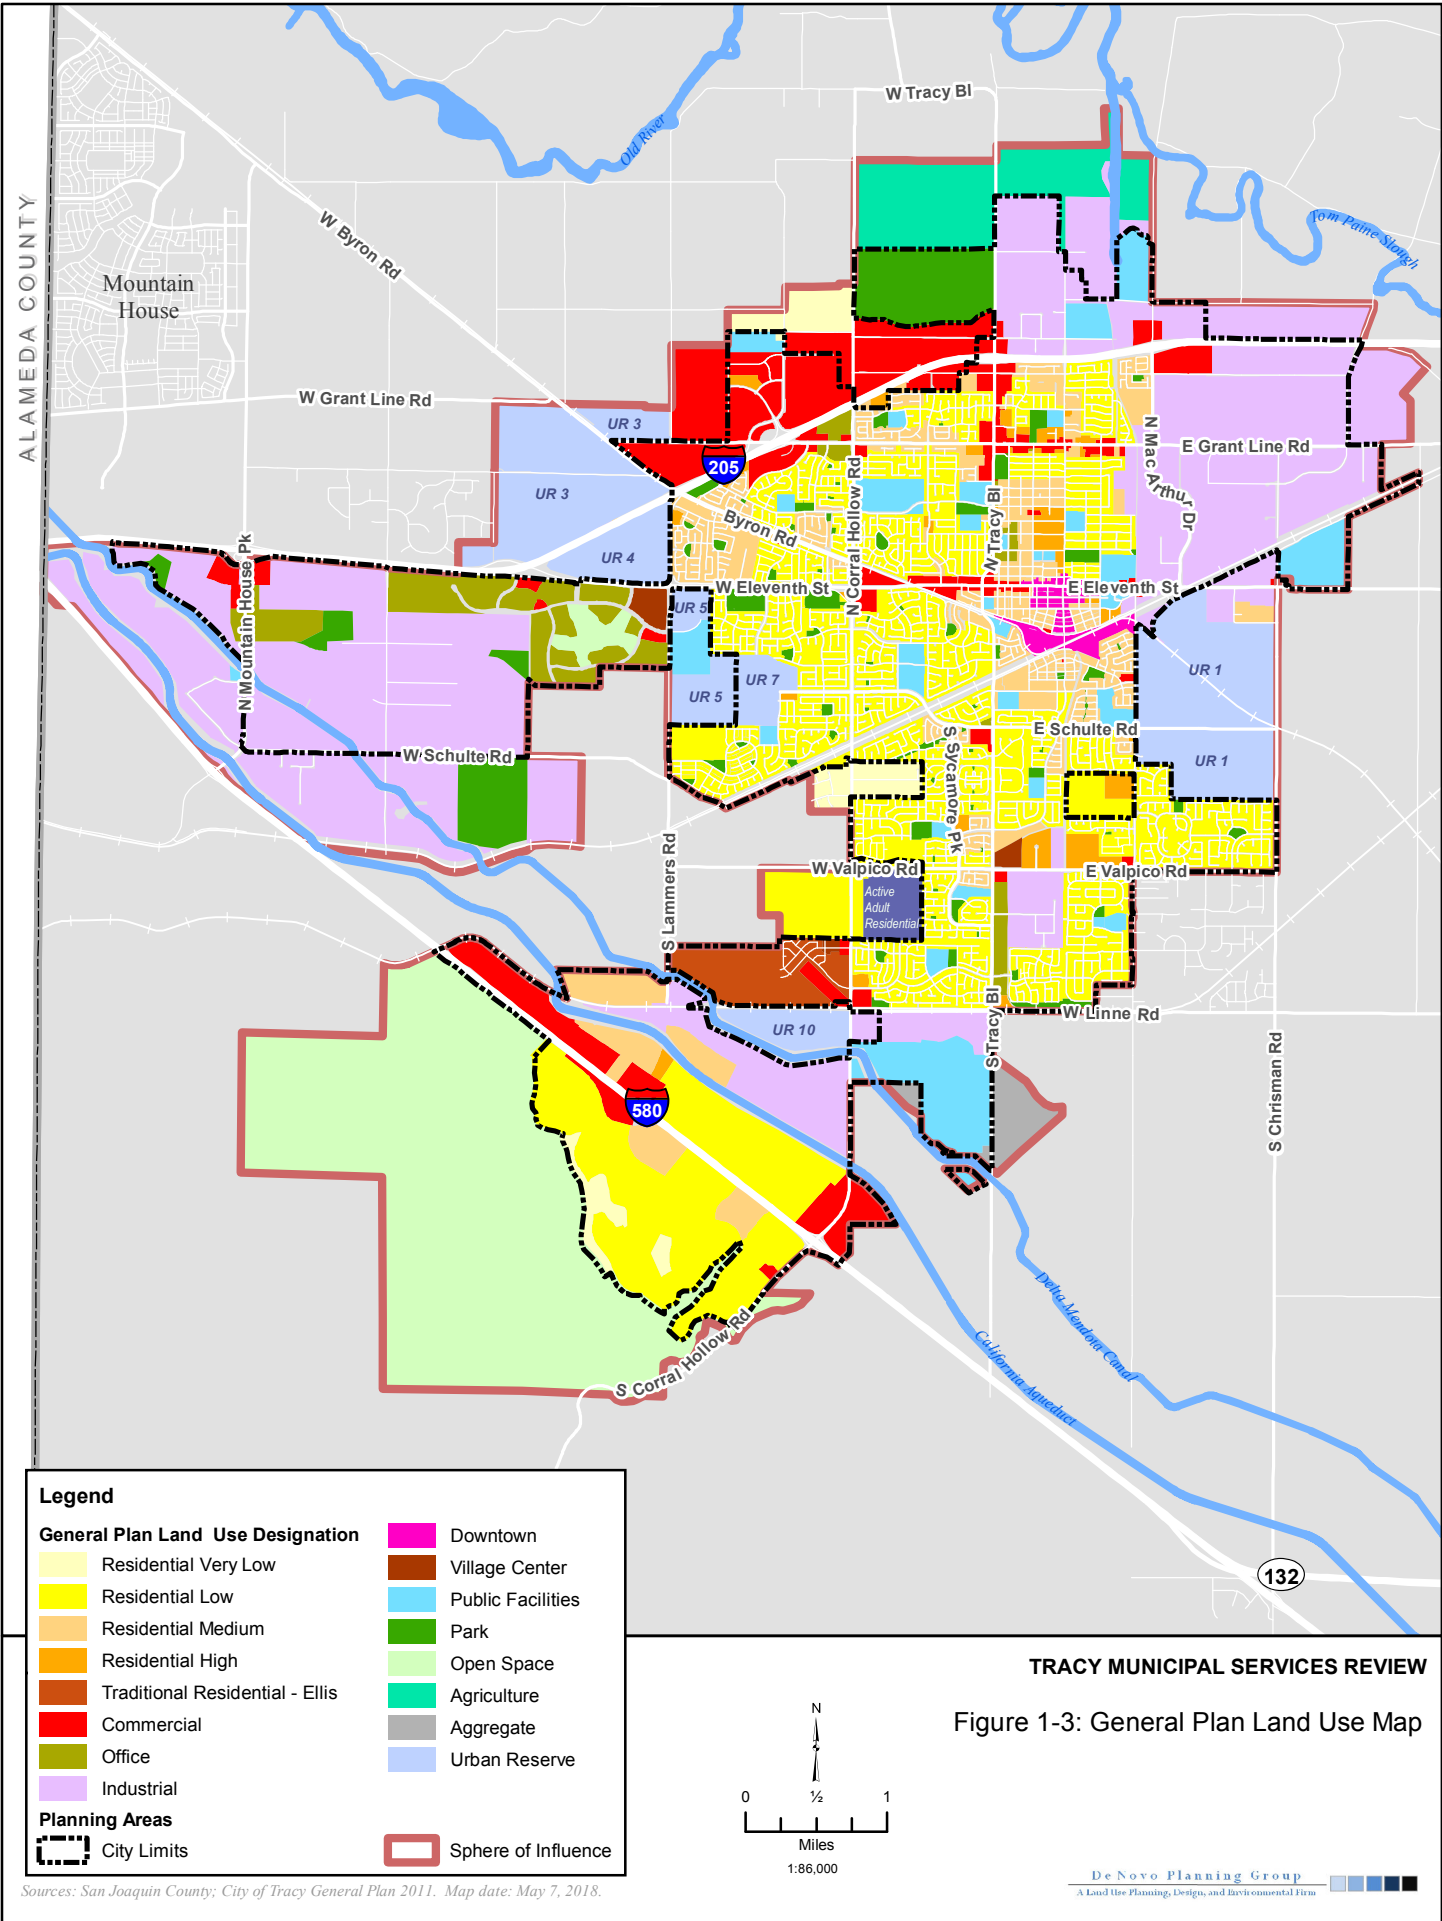 W Tracy Bl
Old River
Tom Paine Slough
ALAMEDA COUNTY
W Byron Rd
Mountain
House
W Grant Line Rd
UR 3
205
N Mac Arthur Dr
E Grant Line Rd
UR 3
N Corral Hollow Rd
N Tracy Bl
Byron Rd
UR 4
N Mountain House Pk
W Eleventh St
E Eleventh St
UR 5
UR 7
UR 1
UR 5
E Schulte Rd
S Sycamore Pk
W Schulte Rd
UR 1
W Valpico Rd
E Valpico Rd
Active
Adult
Residential
S Lammers Rd
S Tracy Bl
W Linne Rd
UR 10
S Chrisman Rd
580
Delta Mendota Canal
California Aqueduct
S Corral Hollow Rd
132
Legend
General Plan Land Use Designation
Residential Very Low
Residential Low
Residential Medium
Residential High
Traditional Residential - Ellis
Commercial
Office
Industrial
Downtown
Village Center
Public Facilities
Park
Open Space
Agriculture
Aggregate
Urban Reserve
Planning Areas
City Limits
Sphere of Influence
Sources: San Joaquin County; City of Tracy General Plan 2011. Map date: May 7, 2018.
N
0 ½ 1
Miles
1:86,000
TRACY MUNICIPAL SERVICES REVIEW
Figure 1-3: General Plan Land Use Map
De Novo Planning Group
A Land Use Planning, Design, and Environmental Firm